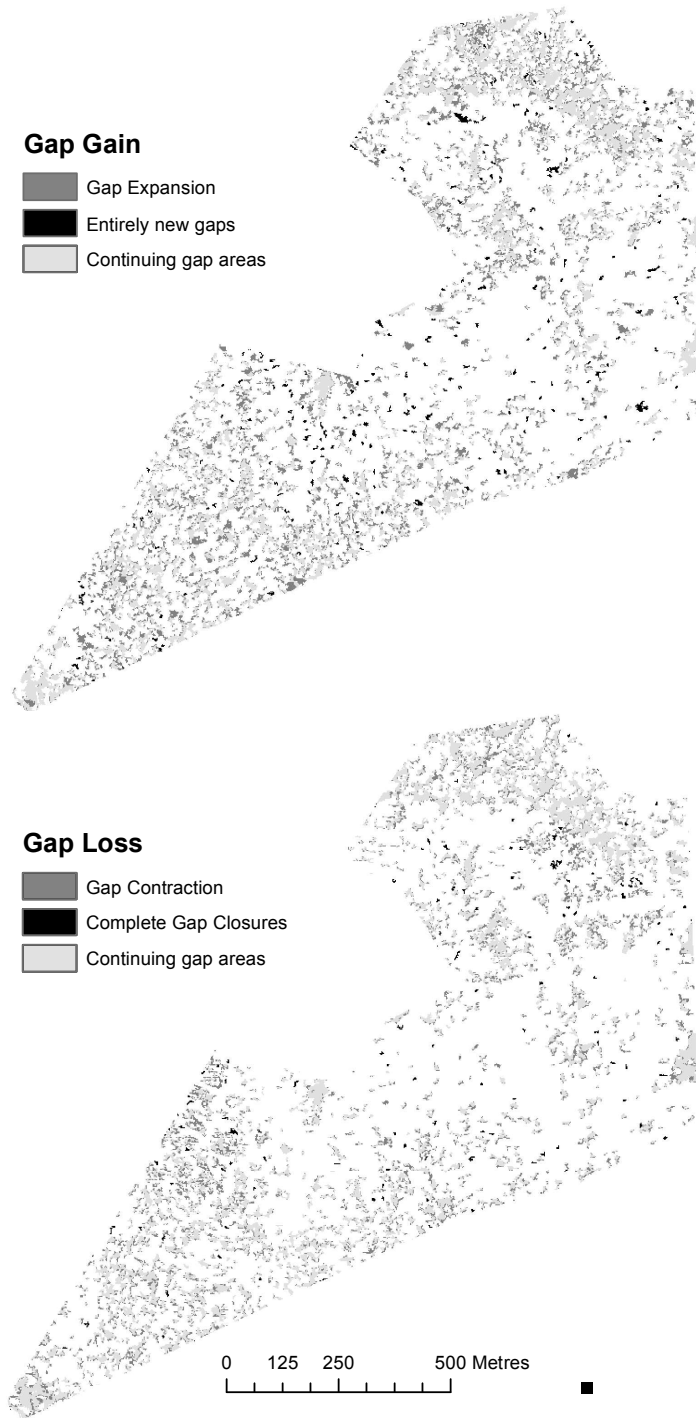 Gap Gain
Gap Expansion
Entirely new gaps
Continuing gap areas
Gap Loss
Gap Contraction
Complete Gap Closures
Continuing gap areas
0 125 250 500 Metres